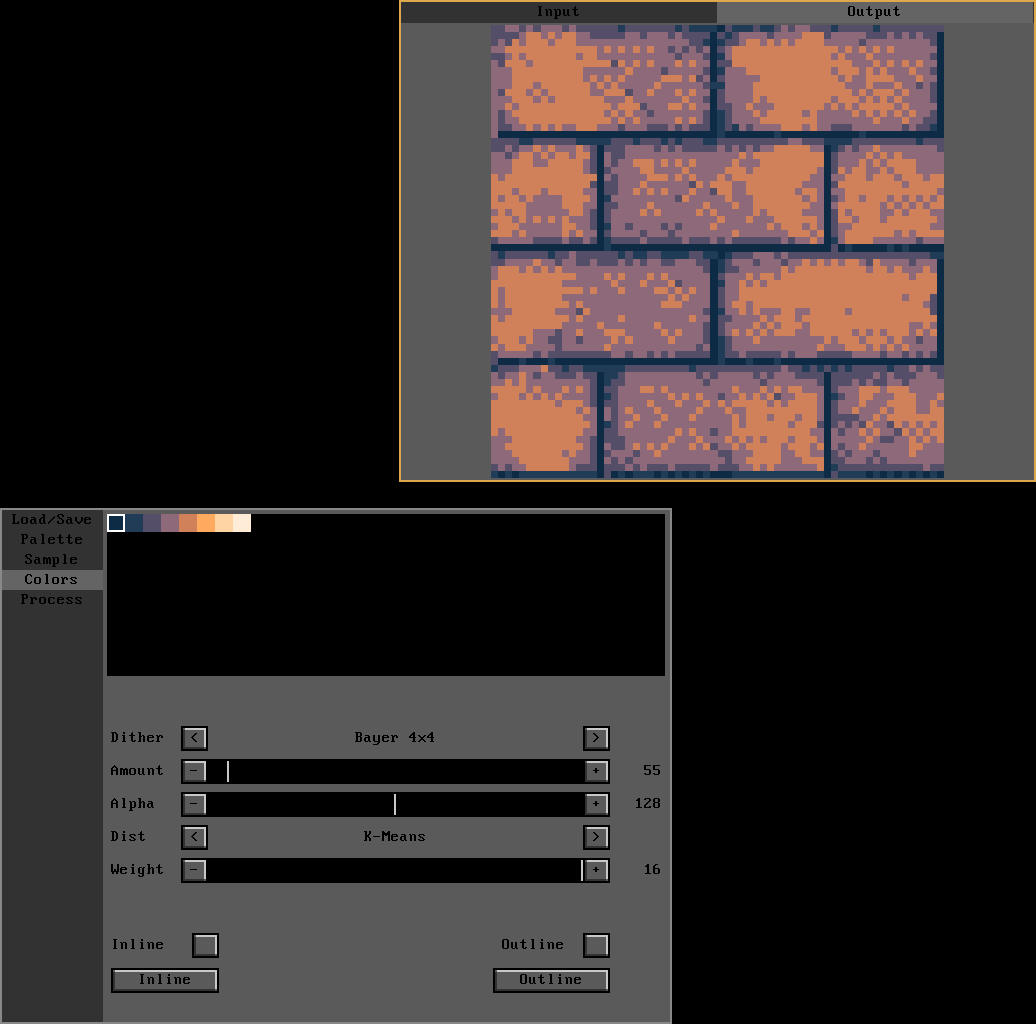 Input Output
Load/Save
Palette
Sample
Colors
Process
Dither < Bayer 4x4 >
Amount - + 55
Alpha - + 128
Dist < K-Means >
Weight - + 16
Inline Outline
Inline Outline